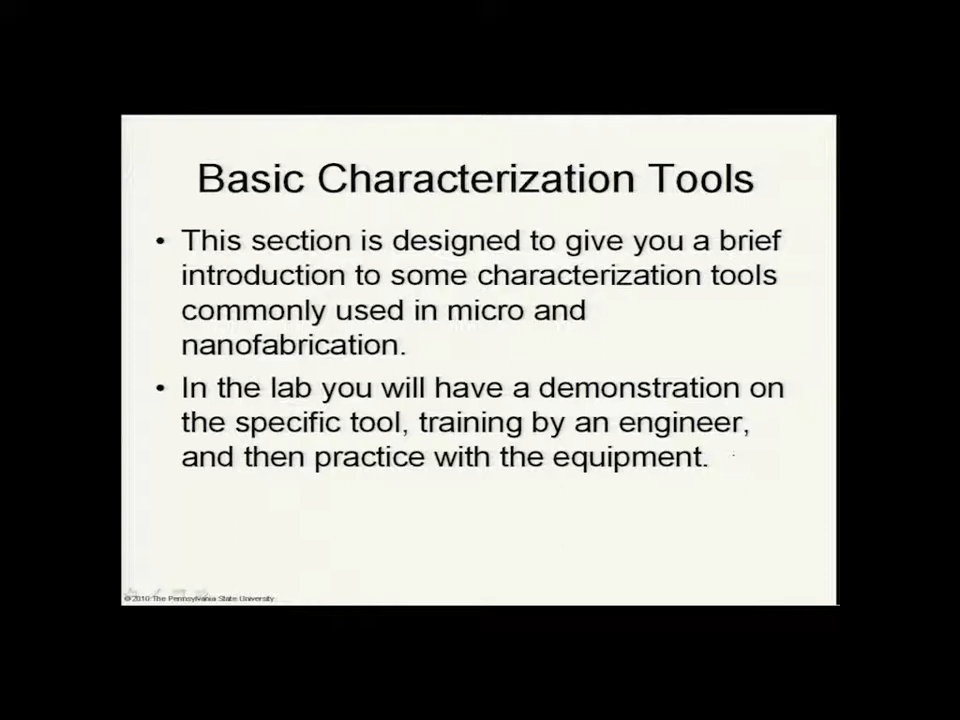 Basic Characterization Tools
• This section is designed to give you a brief
introduction to some characterization tools
commonly used in micro and
nanofabrication.
• In the lab you will have a demonstration on
the specific tool, training by an engineer,
and then practice with the equipment.
© 2010 The Pennsylvania State University